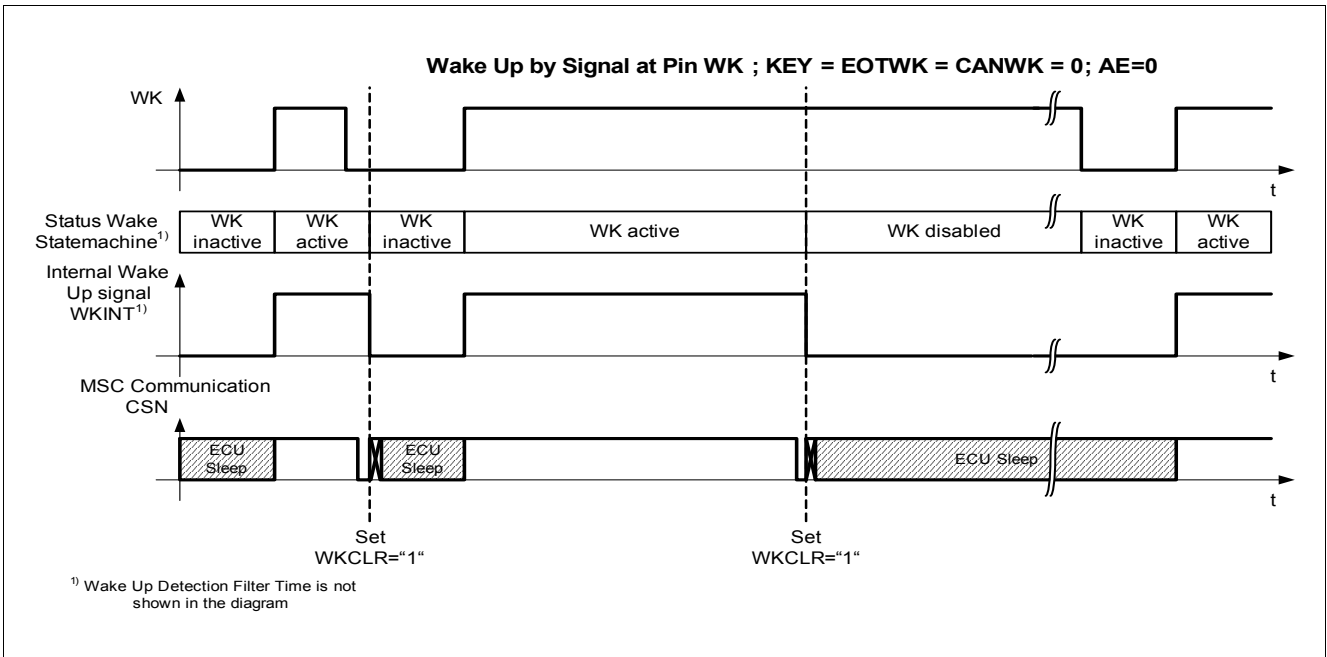 Wake Up by Signal at Pin WK ; KEY = EOTWK = CANWK = 0; AE=0
WK
t
Status Wake
Statemachine1)
WK
inactive
WK
active
WK
inactive
WK active
WK disabled
WK
inactive
WK
active
Internal Wake
Up signal
WKINT1)
t
MSC Communication
CSN
ECU
Sleep
ECU
Sleep
ECU Sleep
t
Set
WKCLR=“1“
Set
WKCLR=“1“
1) Wake Up Detection Filter Time is not
shown in the diagram